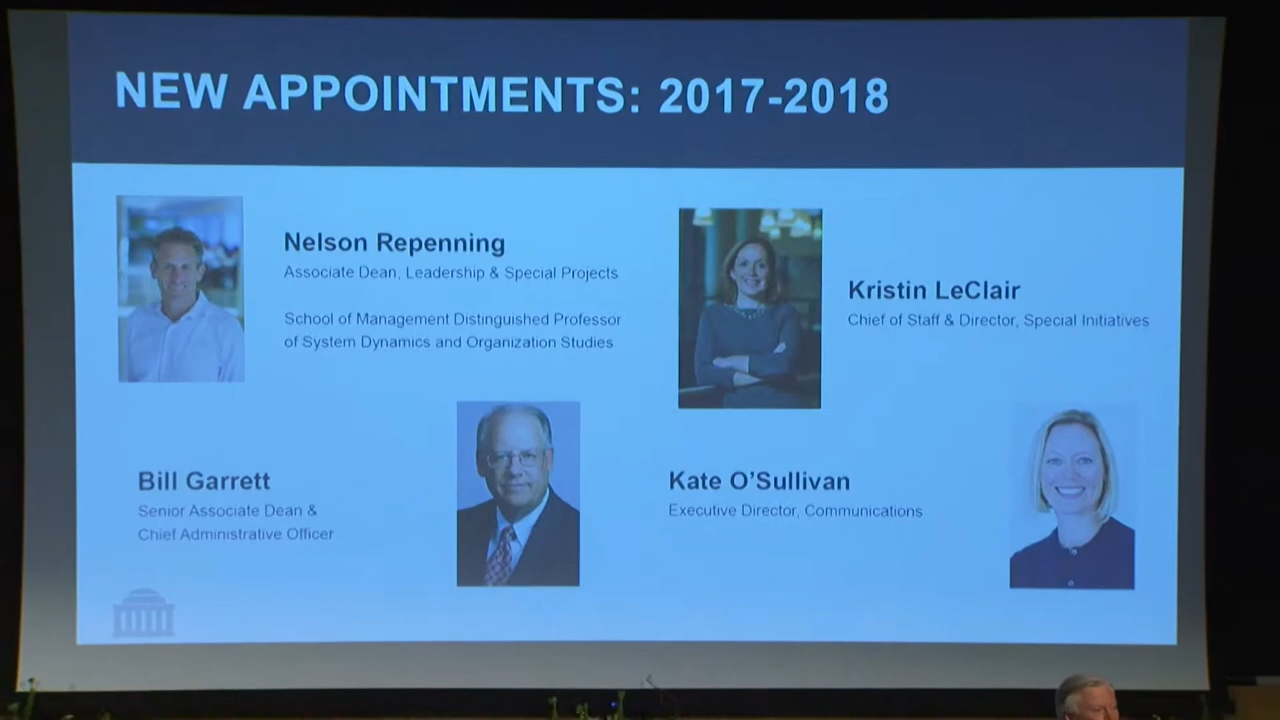 NEW APPOINTMENTS: 2017-2018
Nelson Repenning
Associate Dean, Leadership & Special Projects
School of Management Distinguished Professor
of System Dynamics and Organization Studies
Kristin LeClair
Chief of Staff & Director, Special Initiatives
Bill Garrett
Senior Associate Dean &
Chief Administrative Officer
Kate O'Sullivan
Executive Director, Communications